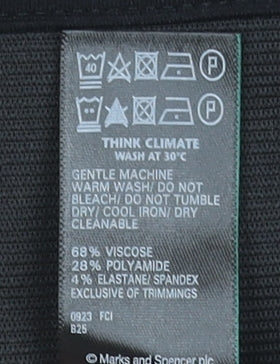 40 P
P
THINK CLIMATE
WASH AT 30°C
GENTLE MACHINE
WARM WASH/ DO NOT
BLEACH/ DO NOT TUMBLE
DRY/ COOL IRON/ DRY
CLEANABLE
68% VISCOSE
28% POLYAMIDE
4% ELASTANE/ SPANDEX
EXCLUSIVE OF TRIMMINGS
0923 FCI
B25
© Marks and Spencer plc